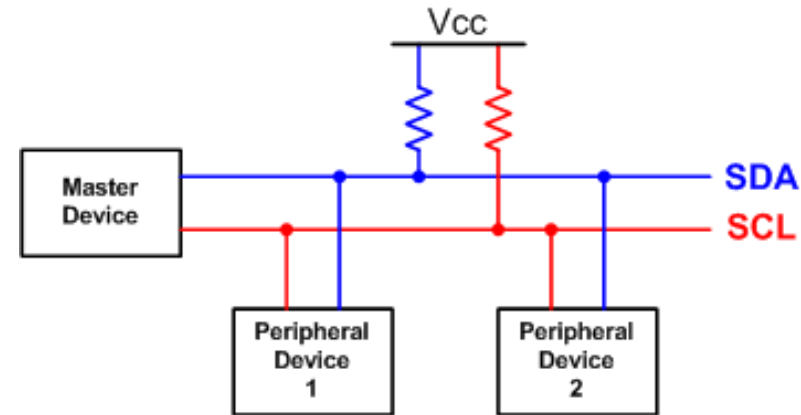 Vcc
SDA
Master
Device
SCL
Peripheral
Device
1
Peripheral
Device
2